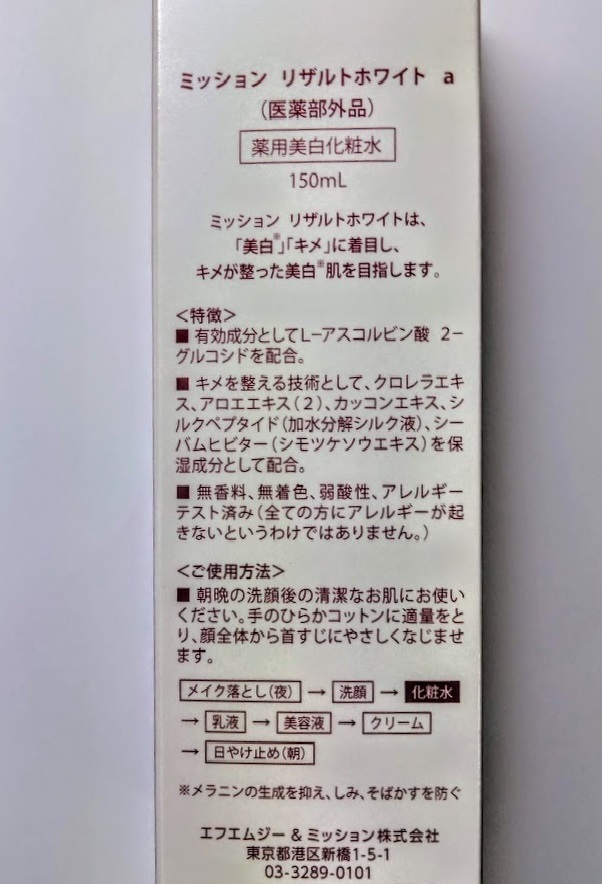 ミッション リザルトホワイト a
（医薬部外品）
薬用美白化粧水
150mL
ミッション リザルトホワイトは、
「美白※」「キメ」に着目し、
キメが整った美白※肌を目指します。
＜特徴＞
■ 有効成分としてL－アスコルビン酸 2－
グルコシドを配合。
■ キメを整える技術として、クロレラエキ
ス、アロエエキス（2）、カッコンエキス、シ
ルクペプタイド（加水分解シルク液）、シー
バムヒビター（シモツケソウエキス）を保
湿成分として配合。
■ 無香料、無着色、弱酸性、アレルギー
テスト済み（全ての方にアレルギーが起
きないというわけではありません。）
＜ご使用方法＞
■ 朝晩の洗顔後の清潔なお肌にお使い
ください。手のひらかコットンに適量をと
り、顔全体から首すじにやさしくなじませ
ます。
メイク落とし（夜） → 洗顔 → 化粧水
→ 乳液 → 美容液 → クリーム
→ 日やけ止め（朝）
※メラニンの生成を抑え、しみ、そばかすを防ぐ
エフエムジー & ミッション株式会社
東京都港区新橋1-5-1
03-3289-0101